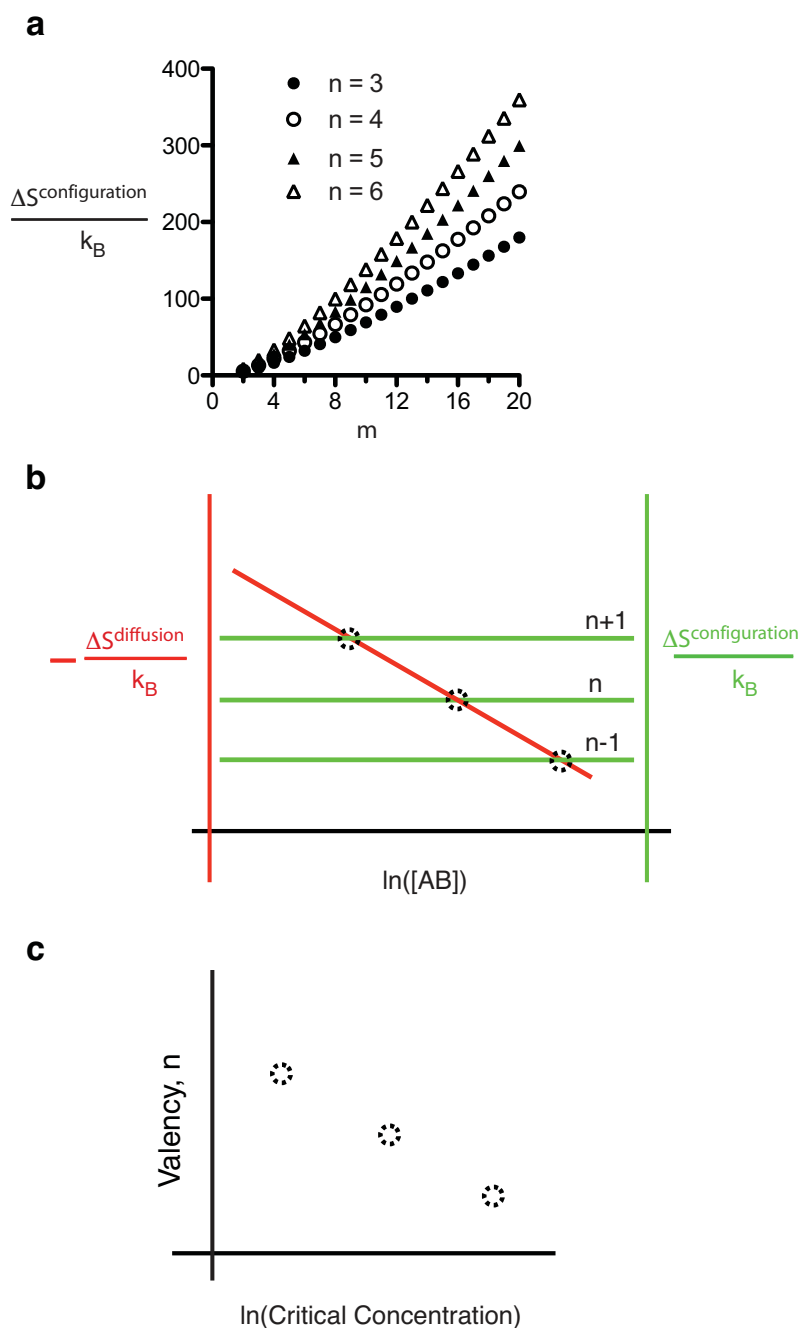 a
400
300
200
100
0
0
4
8
12
16
20
m
ΔS^configuration
k_B
n = 3
n = 4
n = 5
n = 6
b
n+1
n
n-1
− ΔS^diffusion
k_B
ΔS^configuration
k_B
ln([AB])
c
Valency, n
ln(Critical Concentration)